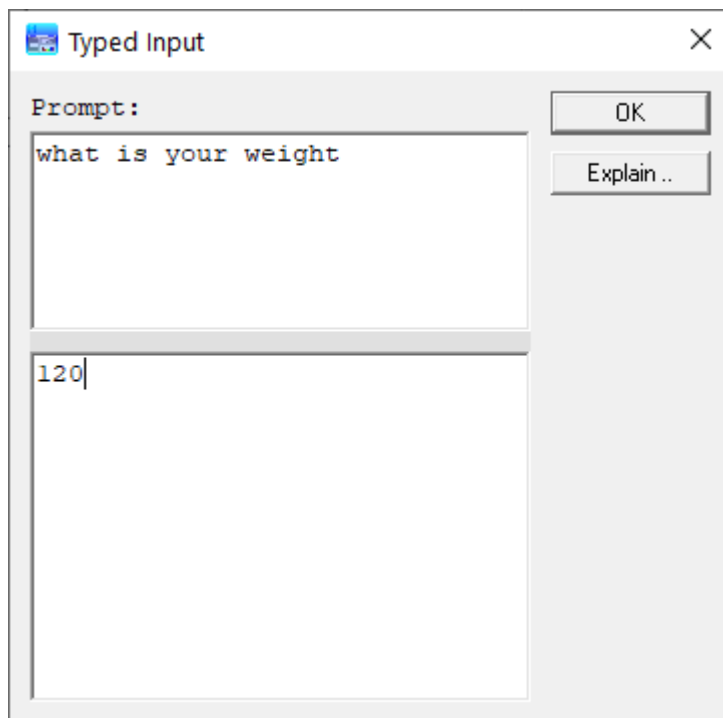 Typed Input
Prompt:
OK
what is your weight
Explain ..
120